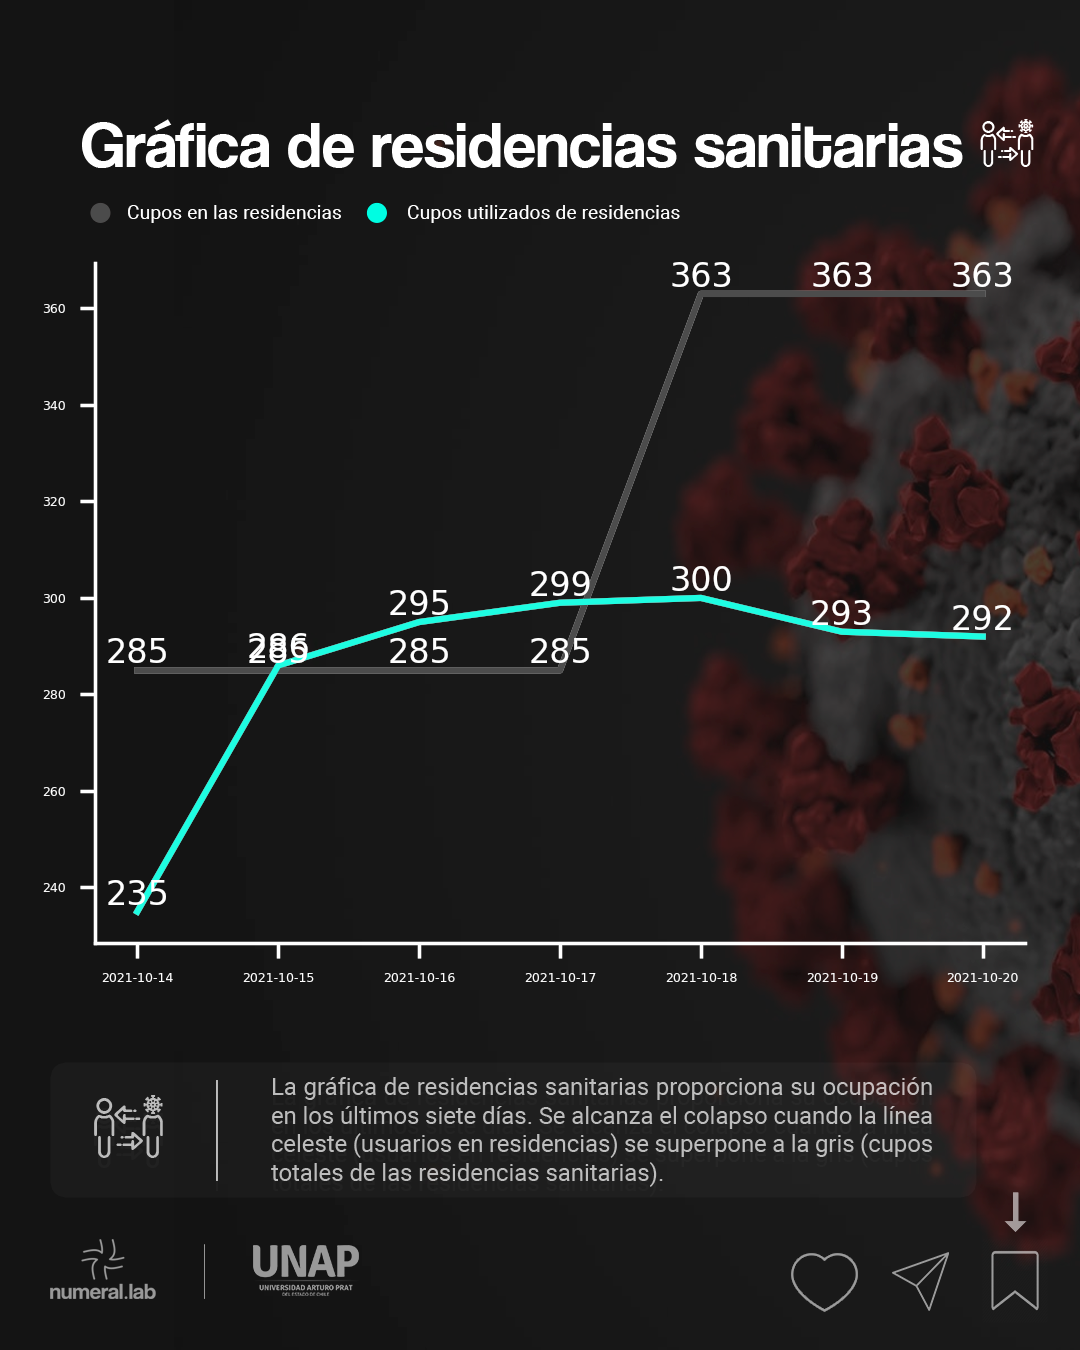 Gráfica de residencias sanitarias
Cupos en las residencias
Cupos utilizados de residencias
363 363 363
360
340
320
300
280
260
240
295
299
300
293
292
285
286
285
285
285
235
2021-10-14 2021-10-15 2021-10-16 2021-10-17 2021-10-18 2021-10-19 2021-10-20
La gráfica de residencias sanitarias proporciona su ocupación
en los últimos siete días. Se alcanza el colapso cuando la línea
celeste (usuarios en residencias) se superpone a la gris (cupos
totales de las residencias sanitarias).
numeral.lab
UNAP
UNIVERSIDAD ARTURO PRAT
DEL ESTADO DE CHILE